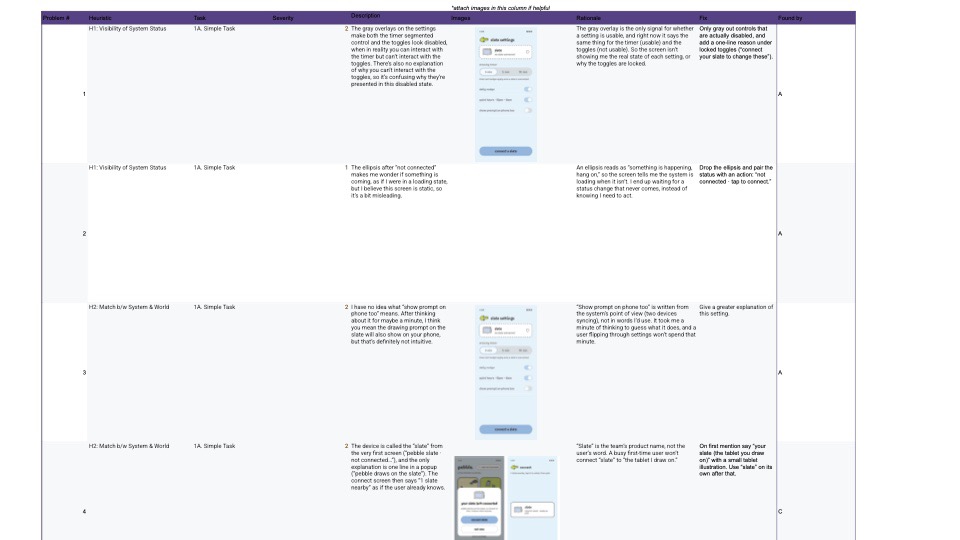 *attach images in this column if helpful
Problem # Heuristic Task Severity Description Images Rationale Fix Found by
1
H1: Visibility of System Status
1A. Simple Task
2
The gray overlays on the settings
make both the timer segmented
control and the toggles look disabled,
when in reality you can interact with
the timer but can't interact with the
toggles. There's also no explanation
of why you can't interact with the
toggles, so it's confusing why they're
presented in this disabled state.
slate settings
slate
connect a slate
The gray overlay is the only signal for whether
a setting is usable, and right now it says the
same thing for the timer (usable) and the
toggles (not usable). So the screen isn't
showing me the real state of each setting, or
why the toggles are locked.
Only gray out controls that
are actually disabled, and
add a one-line reason under
locked toggles ("connect
your slate to change these").
A
2
H1: Visibility of System Status
1A. Simple Task
1
The ellipsis after "not connected"
makes me wonder if something is
coming, as if I were in a loading state,
but I believe this screen is static, so
it's a bit misleading.
An ellipsis reads as "something is happening,
hang on," so the screen tells me the system is
loading when it isn't. I end up waiting for a
status change that never comes, instead of
knowing I need to act.
Drop the ellipsis and pair the
status with an action: "not
connected · tap to connect."
A
3
H2: Match b/w System & World
1A. Simple Task
2
I have no idea what "show prompt on
phone too" means. After thinking
about it for maybe a minute, I think
you mean the drawing prompt on the
slate will also show on your phone,
but that's definitely not intuitive.
slate settings
slate
connect a slate
"Show prompt on phone too" is written from
the system's point of view (two devices
syncing), not in words I'd use. It took me a
minute of thinking to guess what it does, and a
user flipping through settings won't spend that
minute.
Give a greater explanation of
this setting.
A
4
H2: Match b/w System & World
1A. Simple Task
2
The device is called the "slate" from
the very first screen ("pebble slate ·
not connected..."), and the only
explanation is one line in a popup
("pebble draws on the slate"). The
connect screen then says "1 slate
nearby" as if the user already knows.
pebble
your slate isn't connected
connect
slate
"Slate" is the team's product name, not the
user's word. A busy first-time user won't
connect "slate" to "the tablet I draw on."
On first mention say "your
slate (the tablet you draw
on)" with a small tablet
illustration. Use "slate" on its
own after that.
C